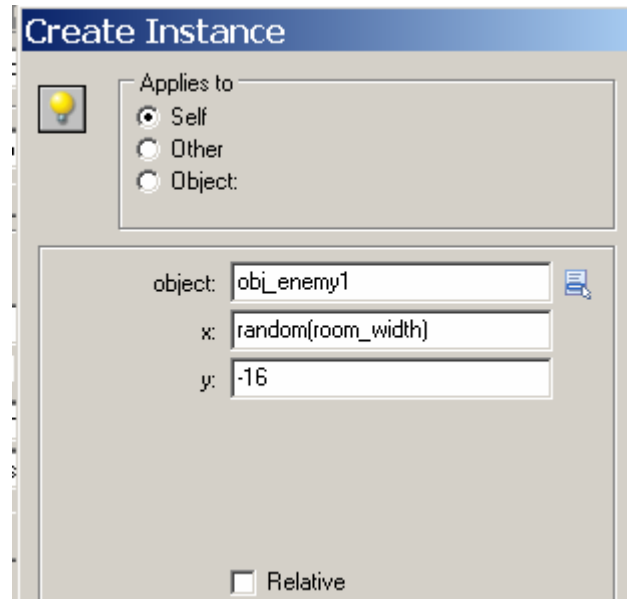 Create Instance
Applies to
Self
Other
Object:
object: obj_enemy1
x: random(room_width)
y: -16
Relative